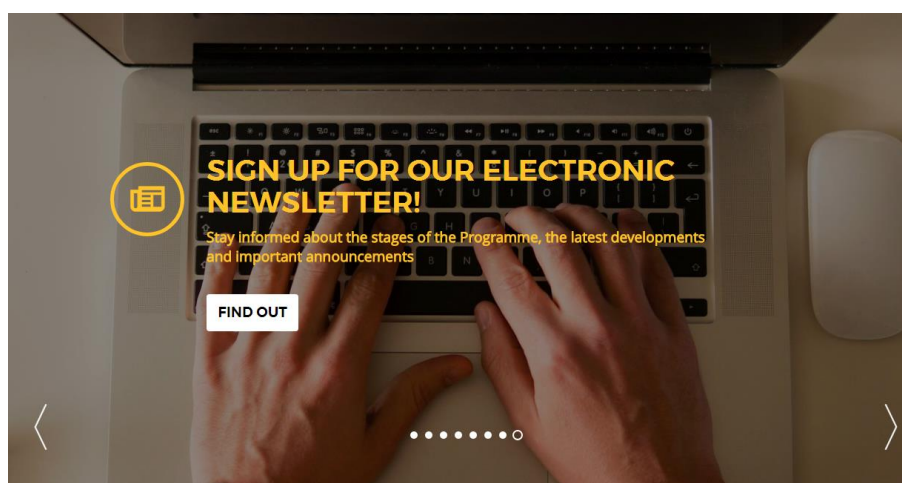 SIGN UP FOR OUR ELECTRONIC
NEWSLETTER!
Stay informed about the stages of the Programme, the latest developments
and important announcements
FIND OUT